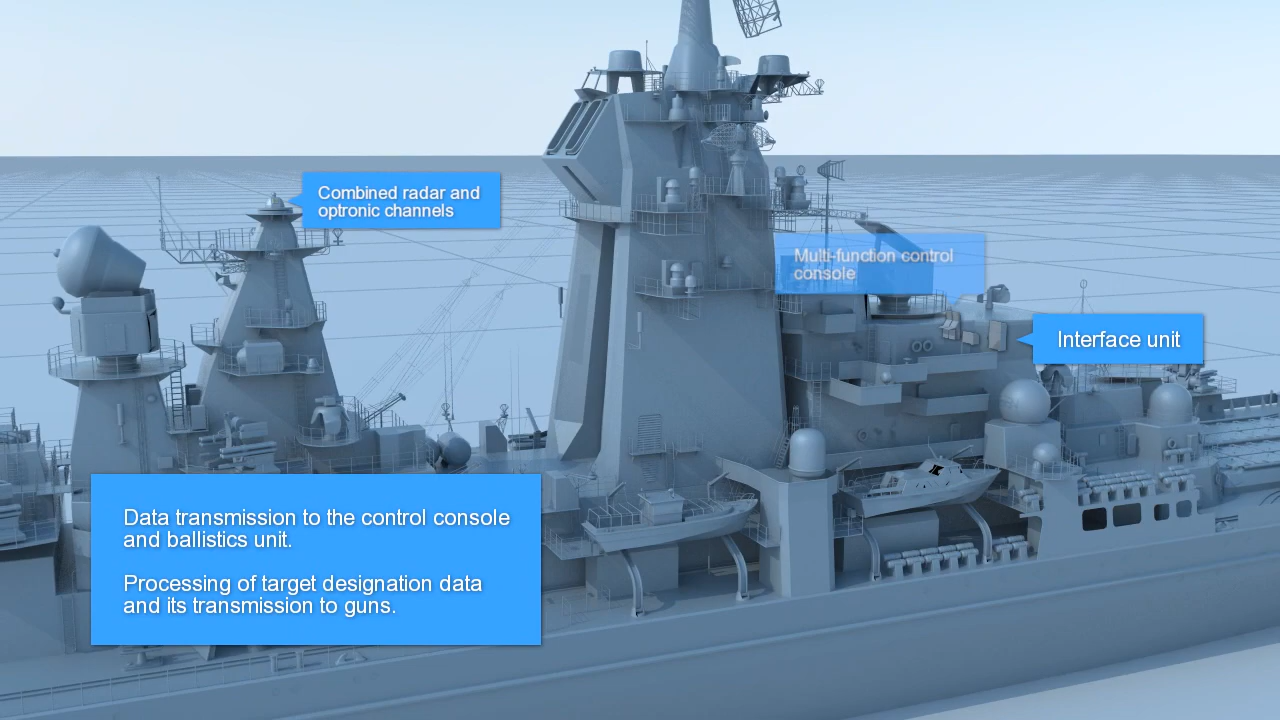 Combined radar and
optronic channels
Multi-function control
console
Interface unit
Data transmission to the control console
and ballistics unit.
Processing of target designation data
and its transmission to guns.